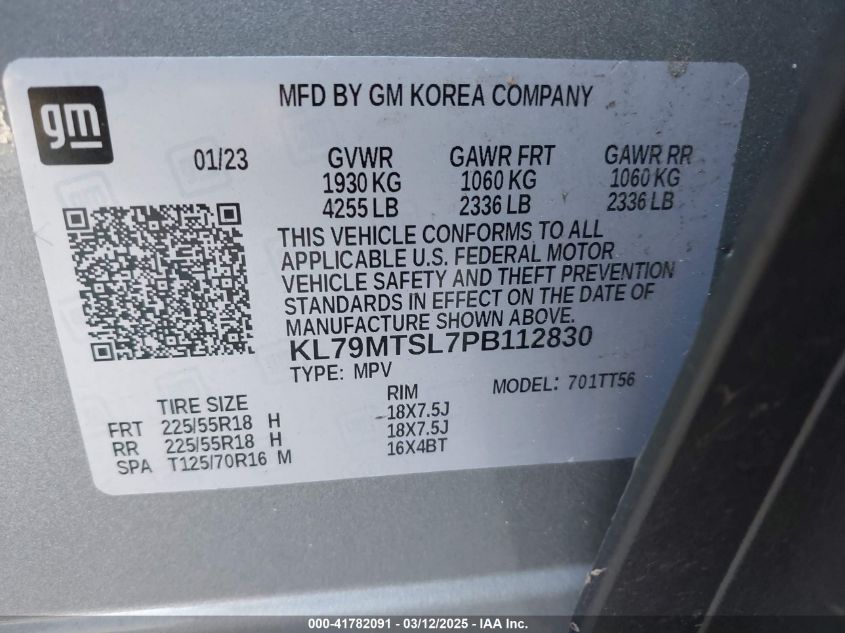 gm
MFD BY GM KOREA COMPANY
01/23 GVWR GAWR FRT GAWR RR
1930 KG 1060 KG 1060 KG
4255 LB 2336 LB 2336 LB
THIS VEHICLE CONFORMS TO ALL
APPLICABLE U.S. FEDERAL MOTOR
VEHICLE SAFETY AND THEFT PREVENTION
STANDARDS IN EFFECT ON THE DATE OF
MANUFACTURE SHOWN ABOVE.
KL79MTSL7PB112830
TYPE: MPV MODEL: 701TT56
TIRE SIZE RIM
FRT 225/55R18 H 18X7.5J
RR 225/55R18 H 18X7.5J
SPA T125/70R16 M 16X4BT
000-41782091 - 03/12/2025 - IAA Inc.